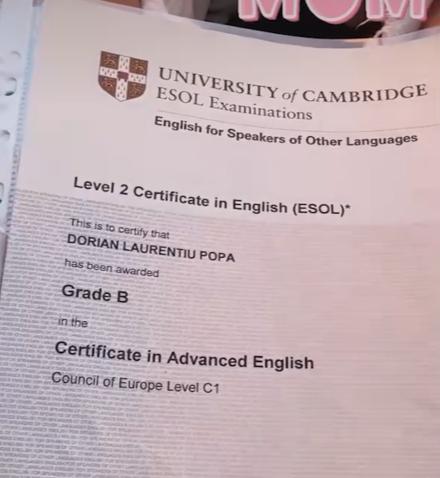 MOM
UNIVERSITY of CAMBRIDGE
ESOL Examinations
English for Speakers of Other Languages
Level 2 Certificate in English (ESOL)*
This is to certify that
DORIAN LAURENTIU POPA
has been awarded
Grade B
in the
Certificate in Advanced English
Council of Europe Level C1